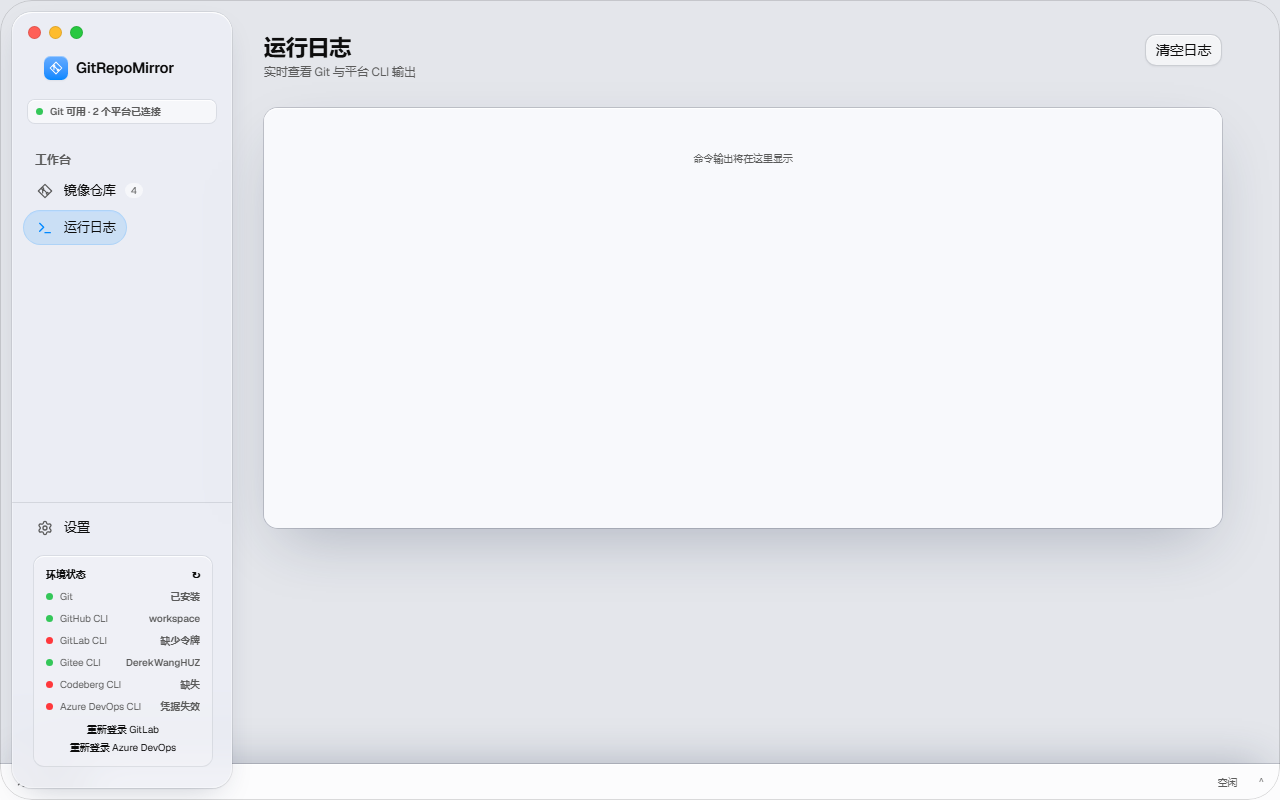 GitRepoMirror
Git 可用 · 2 个平台已连接
工作台
镜像仓库 4
运行日志
设置
环境状态 ↻
Git 已安装
GitHub CLI workspace
GitLab CLI 缺少令牌
Gitee CLI DerekWangHUZ
Codeberg CLI 缺失
Azure DevOps CLI 凭据失效
重新登录 GitLab
重新登录 Azure DevOps
运行日志
实时查看 Git 与平台 CLI 输出
清空日志
命令输出将在这里显示
空闲 ^